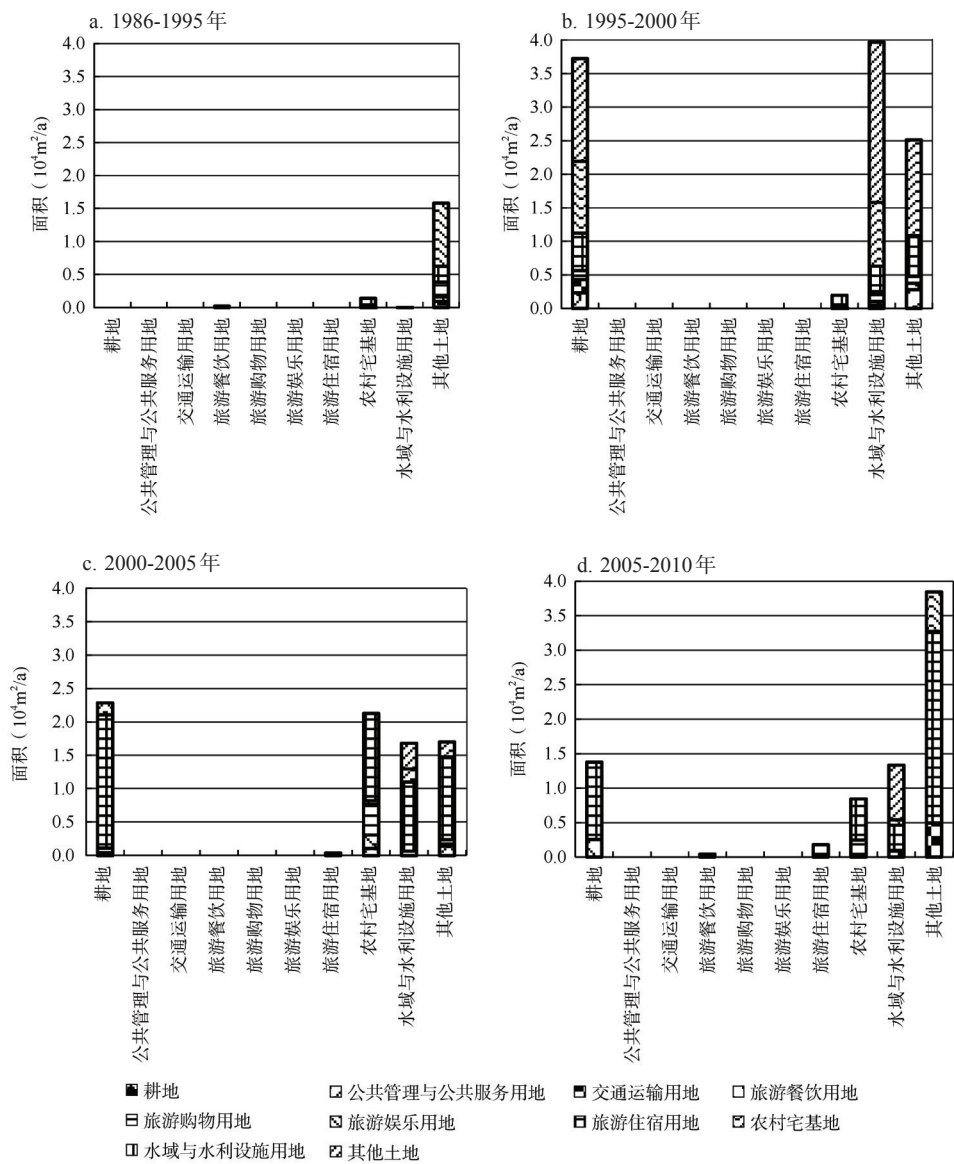 a. 1986-1995年
面积（10⁴m²/a）
4.0
3.5
3.0
2.5
2.0
1.5
1.0
0.5
0.0
耕地
公共管理与公共服务用地
交通运输用地
旅游餐饮用地
旅游购物用地
旅游娱乐用地
旅游住宿用地
农村宅基地
水域与水利设施用地
其他土地
b. 1995-2000年
面积（10⁴m²/a）
4.0
3.5
3.0
2.5
2.0
1.5
1.0
0.5
0.0
耕地
公共管理与公共服务用地
交通运输用地
旅游餐饮用地
旅游购物用地
旅游娱乐用地
旅游住宿用地
农村宅基地
水域与水利设施用地
其他土地
c. 2000-2005年
面积（10⁴m²/a）
4.0
3.5
3.0
2.5
2.0
1.5
1.0
0.5
0.0
耕地
公共管理与公共服务用地
交通运输用地
旅游餐饮用地
旅游购物用地
旅游娱乐用地
旅游住宿用地
农村宅基地
水域与水利设施用地
其他土地
d. 2005-2010年
面积（10⁴m²/a）
4.0
3.5
3.0
2.5
2.0
1.5
1.0
0.5
0.0
耕地
公共管理与公共服务用地
交通运输用地
旅游餐饮用地
旅游购物用地
旅游娱乐用地
旅游住宿用地
农村宅基地
水域与水利设施用地
其他土地
耕地 公共管理与公共服务用地 交通运输用地 旅游餐饮用地
旅游购物用地 旅游娱乐用地 旅游住宿用地 农村宅基地
水域与水利设施用地 其他土地